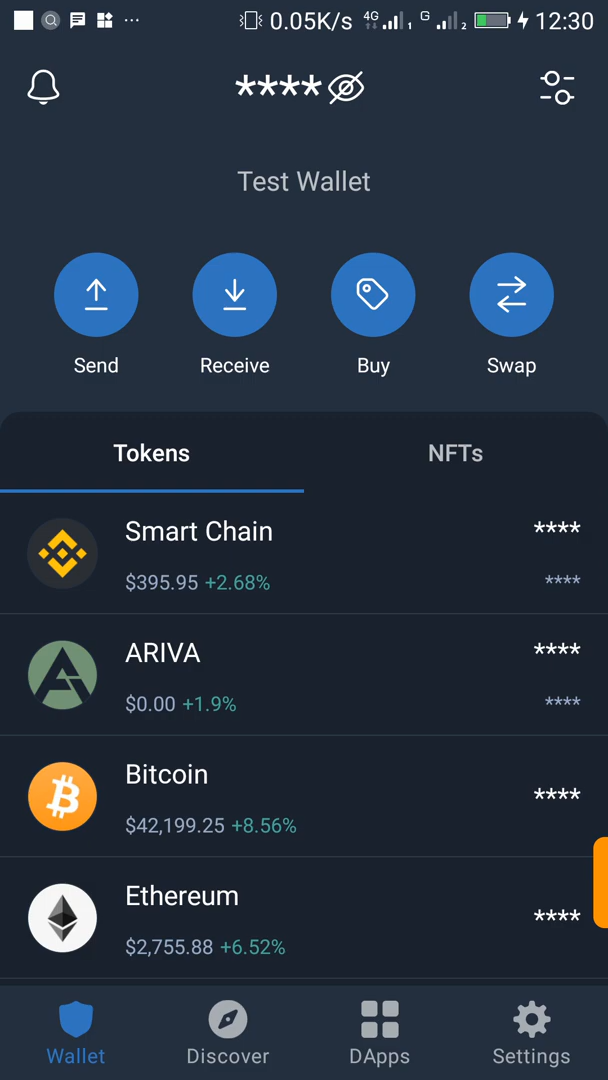 0.05K/s 4G 1 G 2 12:30
****
Test Wallet
Send Receive Buy Swap
Tokens NFTs
Smart Chain ****
$395.95 +2.68% ****
ARIVA ****
$0.00 +1.9% ****
Bitcoin ****
$42,199.25 +8.56%
Ethereum ****
$2,755.88 +6.52%
Wallet Discover DApps Settings